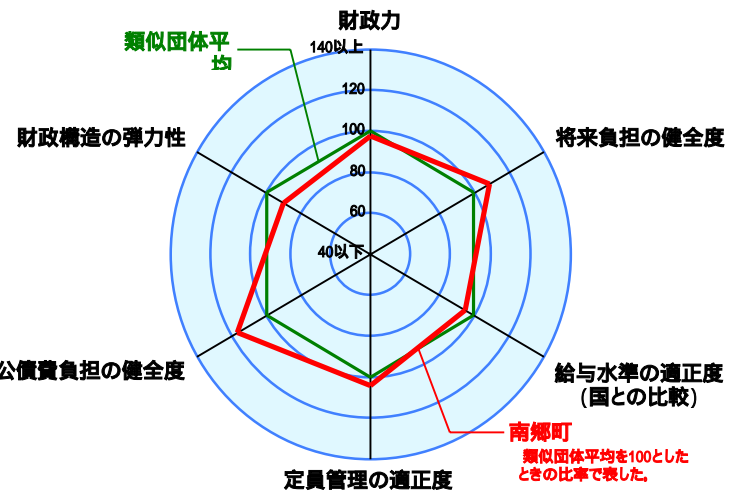 財政力
類似団体平
均
140以上
120
100
80
60
40以下
財政構造の弾力性
将来負担の健全度
公債費負担の健全度
給与水準の適正度
(国との比較)
定員管理の適正度
南郷町
類似団体平均を100とした
ときの比率で表した。